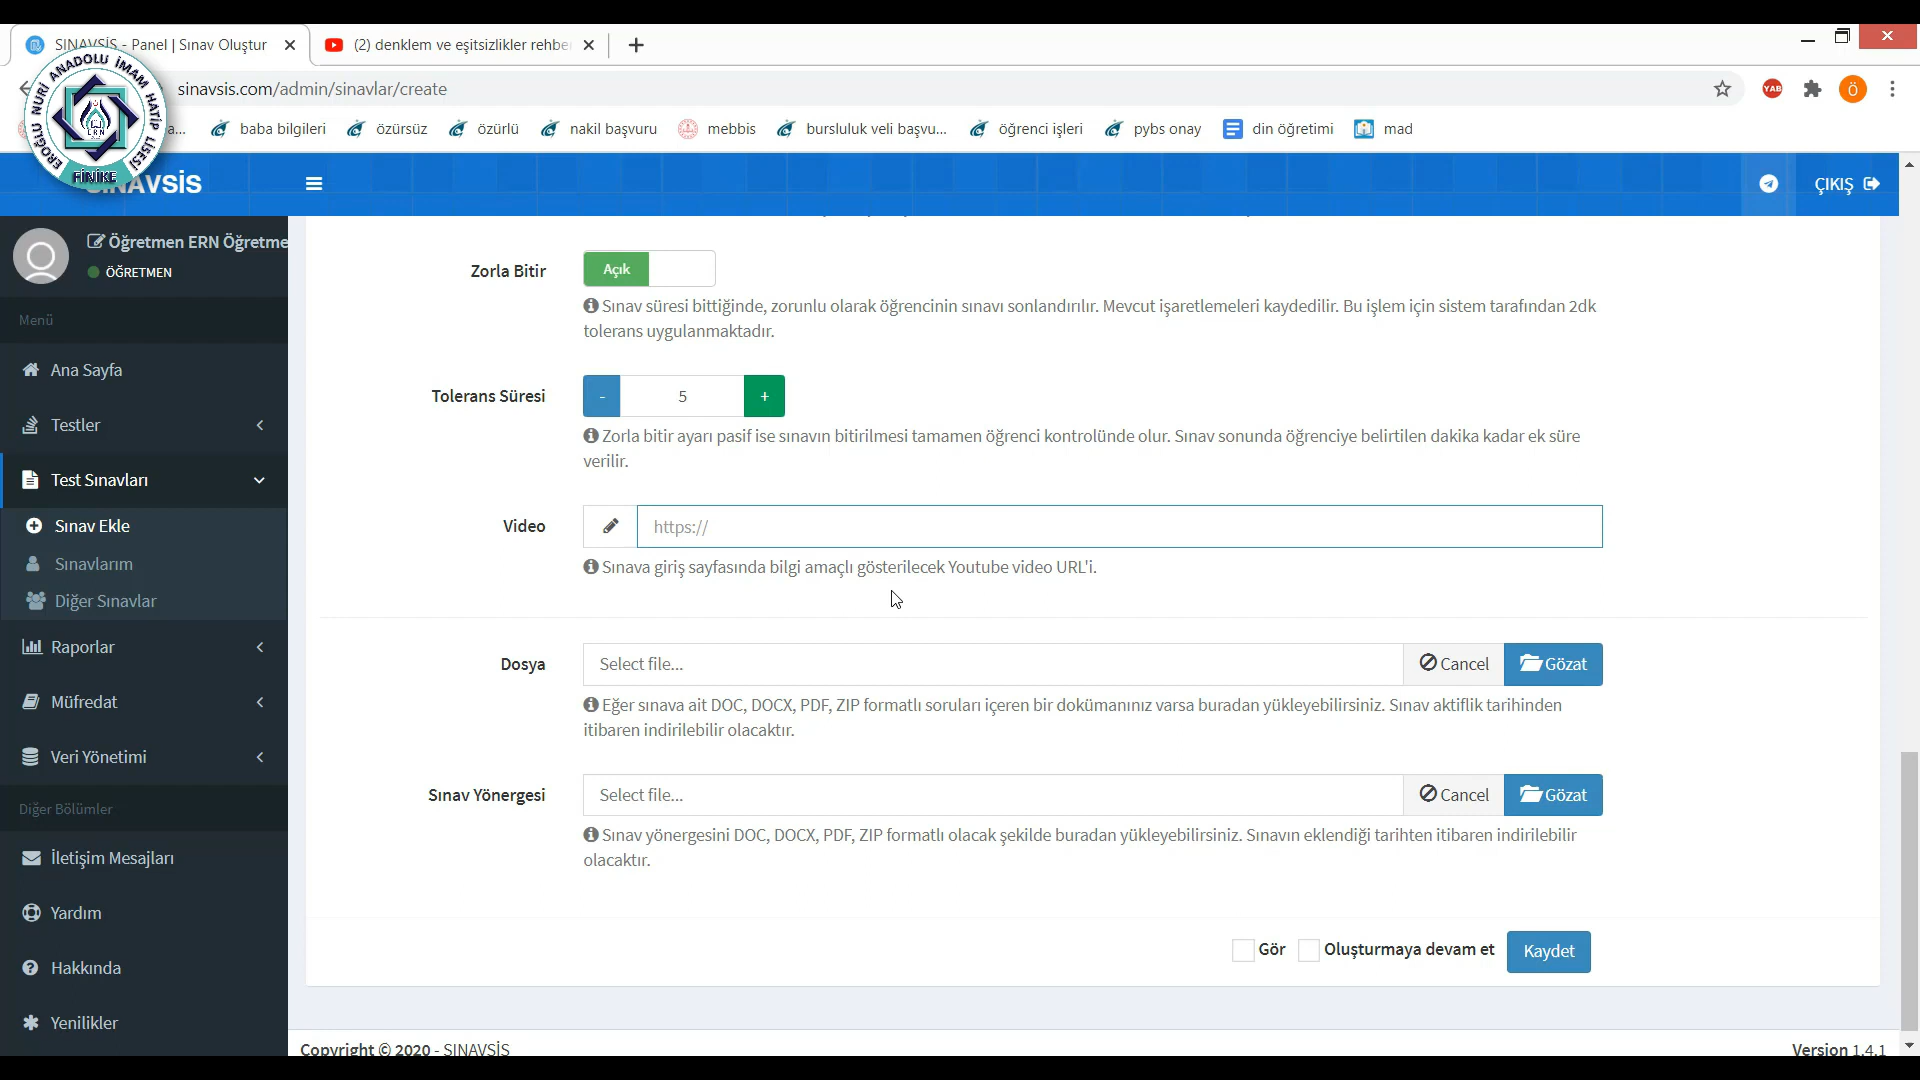 SINAVSİS - Panel | Sınav Oluştur
(2) denklem ve eşitsizlikler rehbe
sinavsis.com/admin/sinavlar/create
YAB
Ö
EROĞLU NURİ ANADOLU İMAM HATİP LİSESİ
ERN
FİNİKE
a...
baba bilgileri
özürsüz
özürlü
nakil başvuru
mebbis
bursluluk veli başvu...
öğrenci işleri
pybs onay
din öğretimi
mad
SINAVSİS
ÇIKIŞ
Öğretmen ERN Öğretme
ÖĞRETMEN
Menü
Ana Sayfa
Testler
Test Sınavları
Sınav Ekle
Sınavlarım
Diğer Sınavlar
Raporlar
Müfredat
Veri Yönetimi
Diğer Bölümler
İletişim Mesajları
Yardım
Hakkında
Yenilikler
Zorla Bitir
Açık
Sınav süresi bittiğinde, zorunlu olarak öğrencinin sınavı sonlandırılır. Mevcut işaretlemeleri kaydedilir. Bu işlem için sistem tarafından 2dk
tolerans uygulanmaktadır.
Tolerans Süresi
- 5 +
Zorla bitir ayarı pasif ise sınavın bitirilmesi tamamen öğrenci kontrolünde olur. Sınav sonunda öğrenciye belirtilen dakika kadar ek süre
verilir.
Video
https://
Sınava giriş sayfasında bilgi amaçlı gösterilecek Youtube video URL'i.
Dosya
Select file...
Cancel
Gözat
Eğer sınava ait DOC, DOCX, PDF, ZIP formatlı soruları içeren bir dokümanınız varsa buradan yükleyebilirsiniz. Sınav aktiflik tarihinden
itibaren indirilebilir olacaktır.
Sınav Yönergesi
Select file...
Cancel
Gözat
Sınav yönergesini DOC, DOCX, PDF, ZIP formatlı olacak şekilde buradan yükleyebilirsiniz. Sınavın eklendiği tarihten itibaren indirilebilir
olacaktır.
Gör
Oluşturmaya devam et
Kaydet
Copyright © 2020 - SINAVSİS
Version 1.4.1